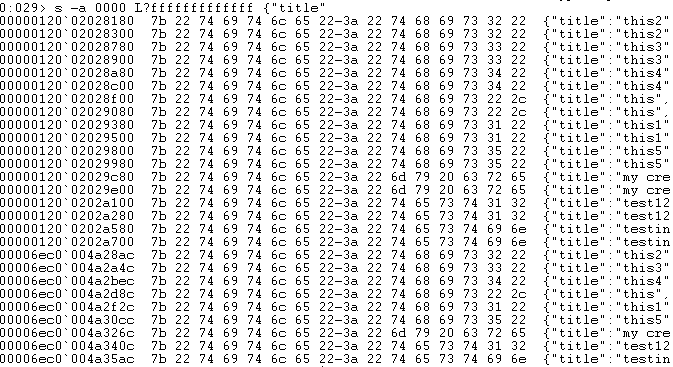 0:029> s -a 0000 L?ffffffffffffff {"title"
00000120`02028180  7b 22 74 69 74 6c 65 22-3a 22 74 68 69 73 32 22  {"title":"this2"
00000120`02028300  7b 22 74 69 74 6c 65 22-3a 22 74 68 69 73 32 22  {"title":"this2"
00000120`02028780  7b 22 74 69 74 6c 65 22-3a 22 74 68 69 73 33 22  {"title":"this3"
00000120`02028900  7b 22 74 69 74 6c 65 22-3a 22 74 68 69 73 33 22  {"title":"this3"
00000120`02028a80  7b 22 74 69 74 6c 65 22-3a 22 74 68 69 73 34 22  {"title":"this4"
00000120`02028c00  7b 22 74 69 74 6c 65 22-3a 22 74 68 69 73 34 22  {"title":"this4"
00000120`02028f00  7b 22 74 69 74 6c 65 22-3a 22 74 68 69 73 22 2c  {"title":"this",
00000120`02029080  7b 22 74 69 74 6c 65 22-3a 22 74 68 69 73 22 2c  {"title":"this",
00000120`02029380  7b 22 74 69 74 6c 65 22-3a 22 74 68 69 73 31 22  {"title":"this1"
00000120`02029500  7b 22 74 69 74 6c 65 22-3a 22 74 68 69 73 31 22  {"title":"this1"
00000120`02029800  7b 22 74 69 74 6c 65 22-3a 22 74 68 69 73 35 22  {"title":"this5"
00000120`02029980  7b 22 74 69 74 6c 65 22-3a 22 74 68 69 73 35 22  {"title":"this5"
00000120`02029c80  7b 22 74 69 74 6c 65 22-3a 22 6d 79 20 63 72 65  {"title":"my cre
00000120`02029e00  7b 22 74 69 74 6c 65 22-3a 22 6d 79 20 63 72 65  {"title":"my cre
00000120`0202a100  7b 22 74 69 74 6c 65 22-3a 22 74 65 73 74 31 32  {"title":"test12
00000120`0202a280  7b 22 74 69 74 6c 65 22-3a 22 74 65 73 74 31 32  {"title":"test12
00000120`0202a580  7b 22 74 69 74 6c 65 22-3a 22 74 65 73 74 69 6e  {"title":"testin
00000120`0202a700  7b 22 74 69 74 6c 65 22-3a 22 74 65 73 74 69 6e  {"title":"testin
00006ec0`004a28ac  7b 22 74 69 74 6c 65 22-3a 22 74 68 69 73 32 22  {"title":"this2"
00006ec0`004a2a4c  7b 22 74 69 74 6c 65 22-3a 22 74 68 69 73 33 22  {"title":"this3"
00006ec0`004a2bec  7b 22 74 69 74 6c 65 22-3a 22 74 68 69 73 34 22  {"title":"this4"
00006ec0`004a2d8c  7b 22 74 69 74 6c 65 22-3a 22 74 68 69 73 22 2c  {"title":"this",
00006ec0`004a2f2c  7b 22 74 69 74 6c 65 22-3a 22 74 68 69 73 31 22  {"title":"this1"
00006ec0`004a30cc  7b 22 74 69 74 6c 65 22-3a 22 74 68 69 73 35 22  {"title":"this5"
00006ec0`004a326c  7b 22 74 69 74 6c 65 22-3a 22 6d 79 20 63 72 65  {"title":"my cre
00006ec0`004a340c  7b 22 74 69 74 6c 65 22-3a 22 74 65 73 74 31 32  {"title":"test12
00006ec0`004a35ac  7b 22 74 69 74 6c 65 22-3a 22 74 65 73 74 69 6e  {"title":"testin